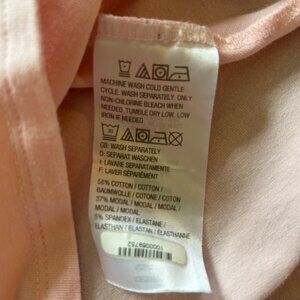 MACHINE WASH COLD GENTLE
CYCLE. WASH SEPARATELY. ONLY
NON-CHLORINE BLEACH WHEN
NEEDED. TUMBLE DRY LOW. LOW
IRON IF NEEDED
30
GB: WASH SEPARATELY
D: SEPARAT WASCHEN
I: LAVARE SEPARATAMENTE
F: LAVER SÉPARÉMENT
56% COTTON / COTTON /
BAUMWOLLE / COTONE / COTON
37% MODAL / MODAL / MODAL /
MODAL / MODAL
SPANDEX / ELASTANE /
ELASTHAN / ELASTAN / ELASTHANNE